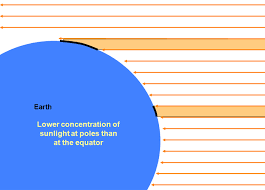 Earth
Lower concentration of
sunlight at poles than
at the equator